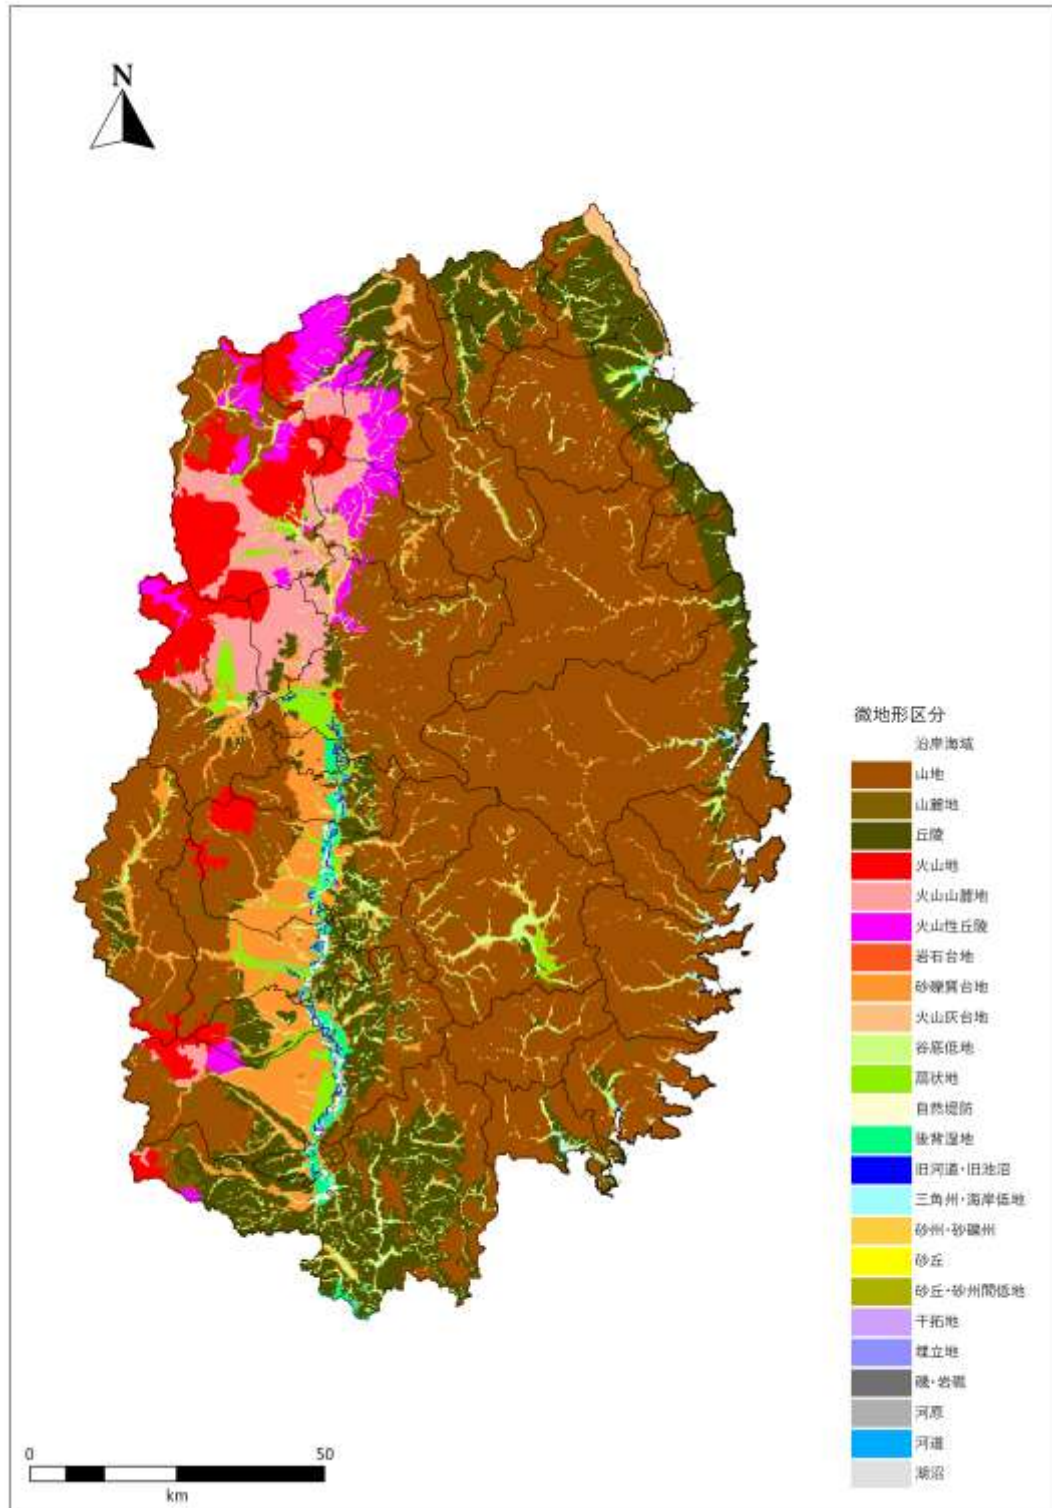 N
微地形区分
沿岸海域
山地
山麓地
丘陵
火山地
火山山麓地
火山性丘陵
岩石台地
砂礫質台地
火山灰台地
谷底低地
扇状地
自然堤防
後背湿地
旧河道・旧池沼
三角州・海岸低地
砂州・砂礫州
砂丘
砂丘・砂州間低地
干拓地
埋立地
磯・岩礁
河原
河道
湖沼
0 50
km